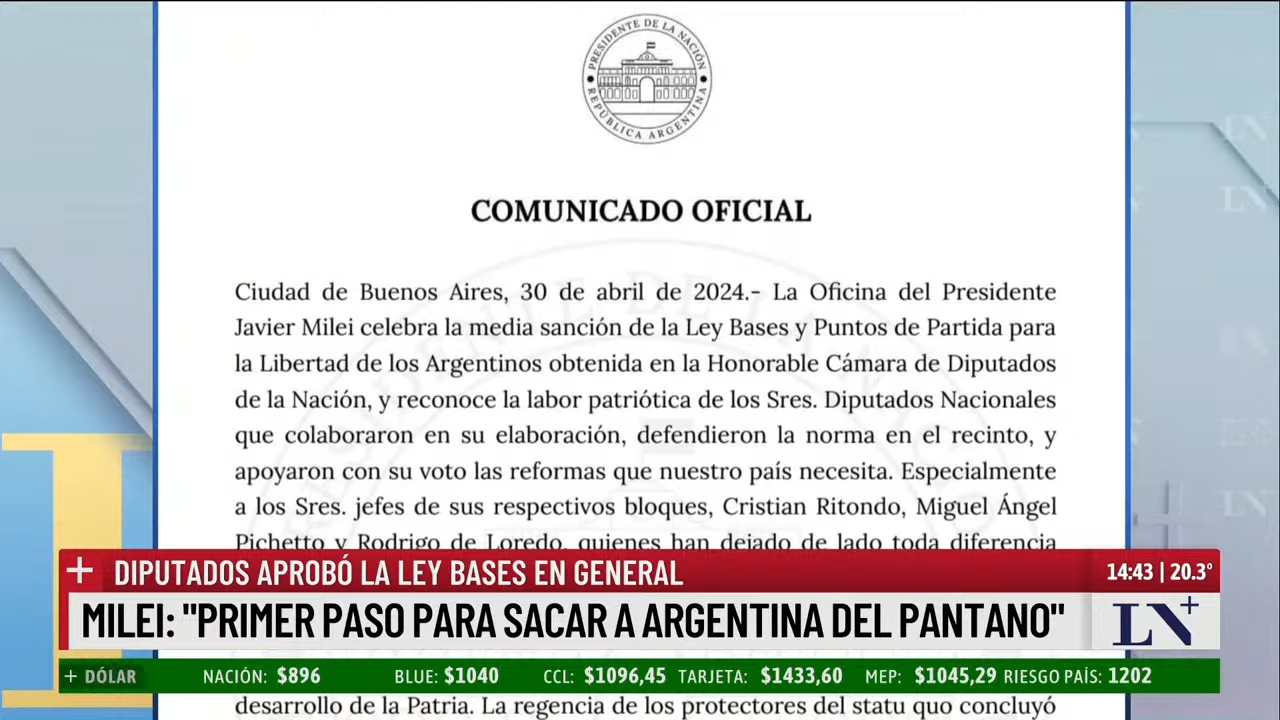 PRESIDENTE DE LA NACIÓN
REPÚBLICA ARGENTINA
COMUNICADO OFICIAL
Ciudad de Buenos Aires, 30 de abril de 2024.- La Oficina del Presidente
Javier Milei celebra la media sanción de la Ley Bases y Puntos de Partida para
la Libertad de los Argentinos obtenida en la Honorable Cámara de Diputados
de la Nación, y reconoce la labor patriótica de los Sres. Diputados Nacionales
que colaboraron en su elaboración, defendieron la norma en el recinto, y
apoyaron con su voto las reformas que nuestro país necesita. Especialmente
a los Sres. jefes de sus respectivos bloques, Cristian Ritondo, Miguel Ángel
Pichetto y Rodrigo de Loredo, quienes han dejado de lado toda diferencia
+ DIPUTADOS APROBÓ LA LEY BASES EN GENERAL
14:43 | 20.3°
MILEI: "PRIMER PASO PARA SACAR A ARGENTINA DEL PANTANO"
LN+
+ DÓLAR NACIÓN: $896 BLUE: $1040 CCL: $1096,45 TARJETA: $1433,60 MEP: $1045,29 RIESGO PAÍS: 1202
desarrollo de la Patria. La regencia de los protectores del statu quo concluyó